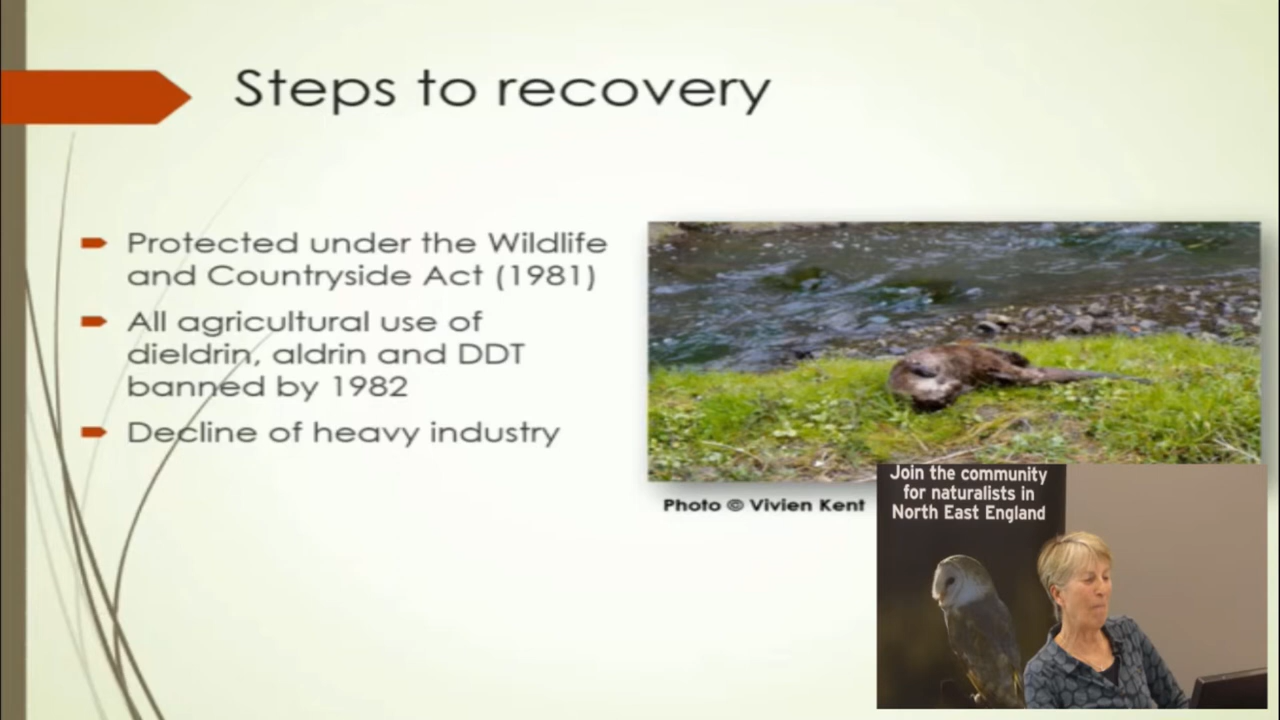 Steps to recovery
Protected under the Wildlife
and Countryside Act (1981)
All agricultural use of
dieldrin, aldrin and DDT
banned by 1982
Decline of heavy industry
Photo © Vivien Kent
Join the community
for naturalists in
North East England